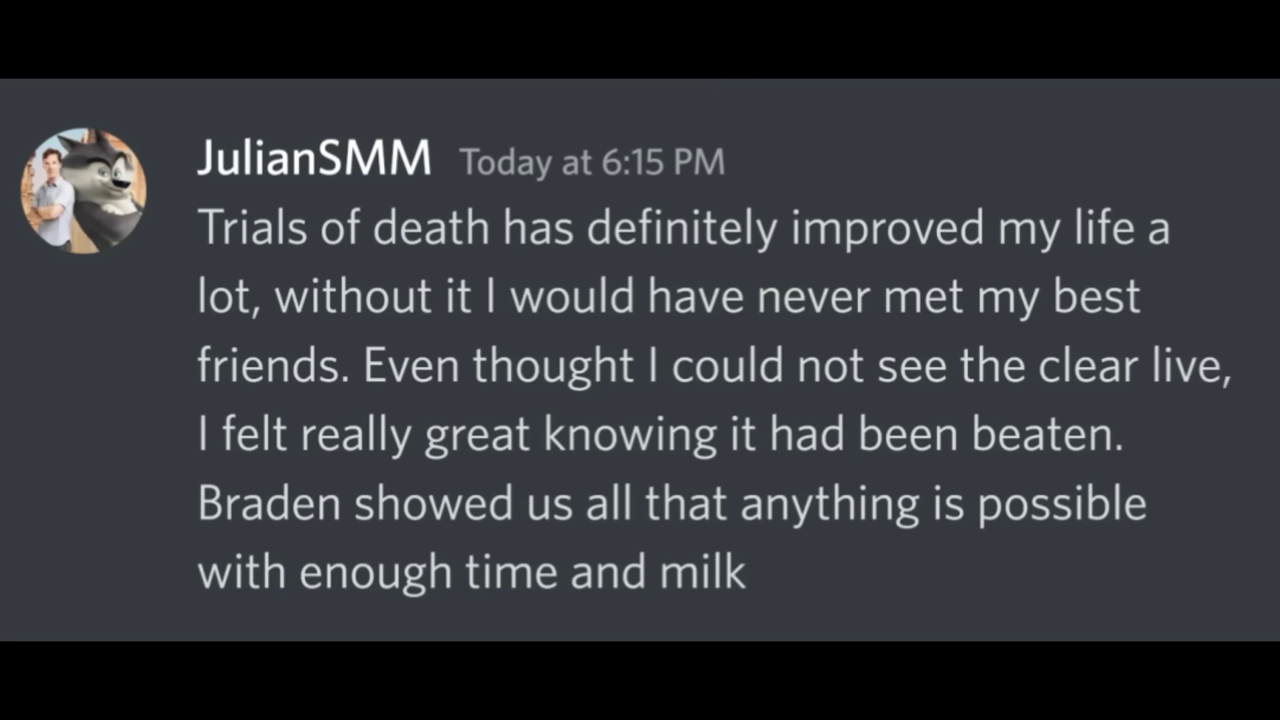 JulianSMM Today at 6:15 PM
Trials of death has definitely improved my life a
lot, without it I would have never met my best
friends. Even thought I could not see the clear live,
I felt really great knowing it had been beaten.
Braden showed us all that anything is possible
with enough time and milk